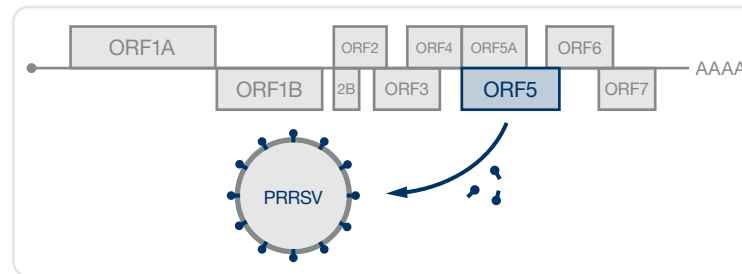 ORF1A
ORF2
ORF4
ORF5A
ORF6
AAAA
ORF1B
2B
ORF3
ORF5
ORF7
PRRSV